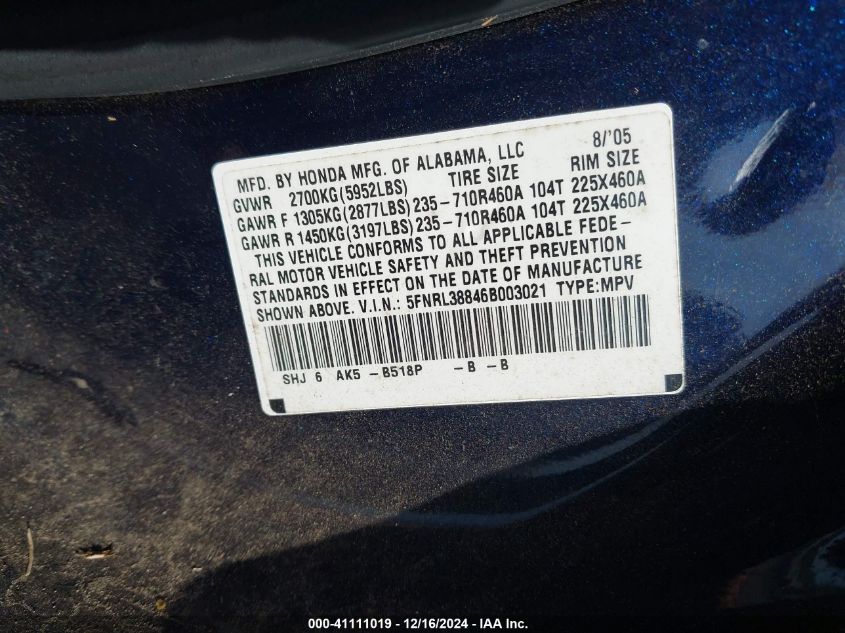 MFD. BY HONDA MFG. OF ALABAMA, LLC 8/'05
GVWR 2700KG(5952LBS) TIRE SIZE RIM SIZE
GAWR F 1305KG(2877LBS) 235-710R460A 104T 225X460A
GAWR R 1450KG(3197LBS) 235-710R460A 104T 225X460A
THIS VEHICLE CONFORMS TO ALL APPLICABLE FEDE-
RAL MOTOR VEHICLE SAFETY AND THEFT PREVENTION
STANDARDS IN EFFECT ON THE DATE OF MANUFACTURE
SHOWN ABOVE. V.I.N.: 5FNRL38846B003021 TYPE:MPV
SHJ 6 AK5 -B518P -B -B
000-41111019 - 12/16/2024 - IAA Inc.